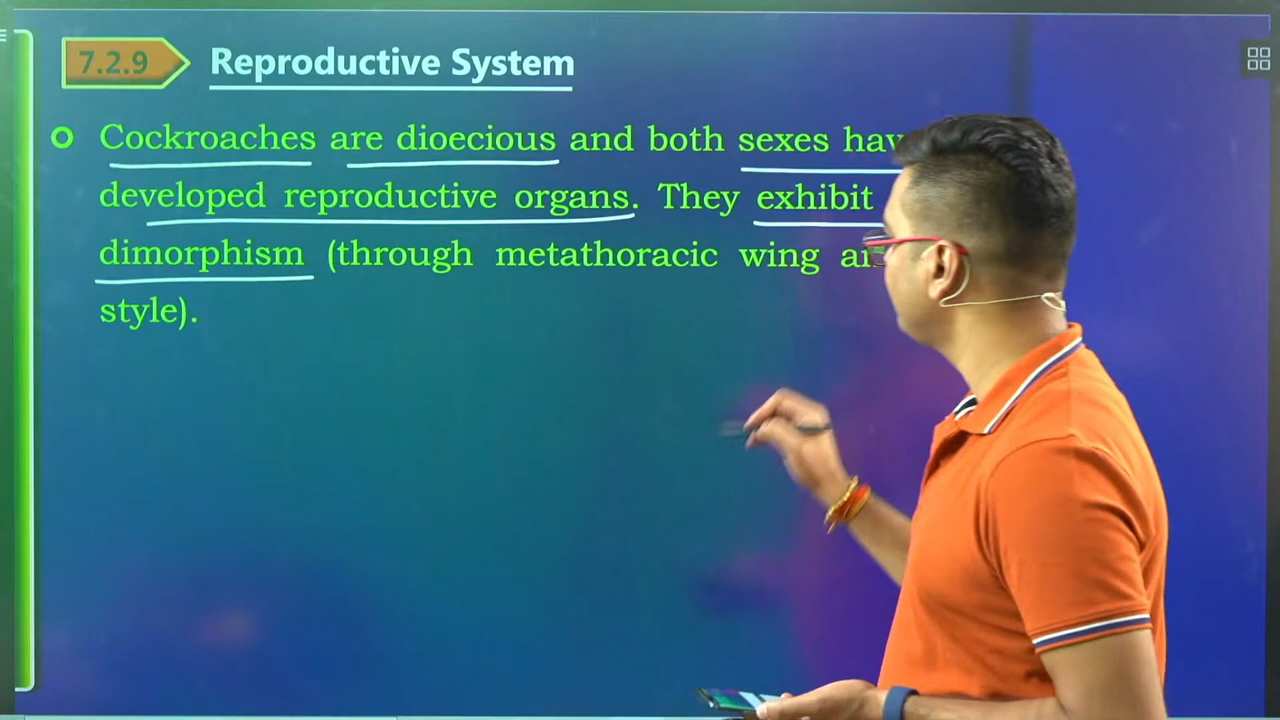 7.2.9 Reproductive System
Cockroaches are dioecious and both sexes hav
developed reproductive organs. They exhibit
dimorphism (through metathoracic wing an
style).